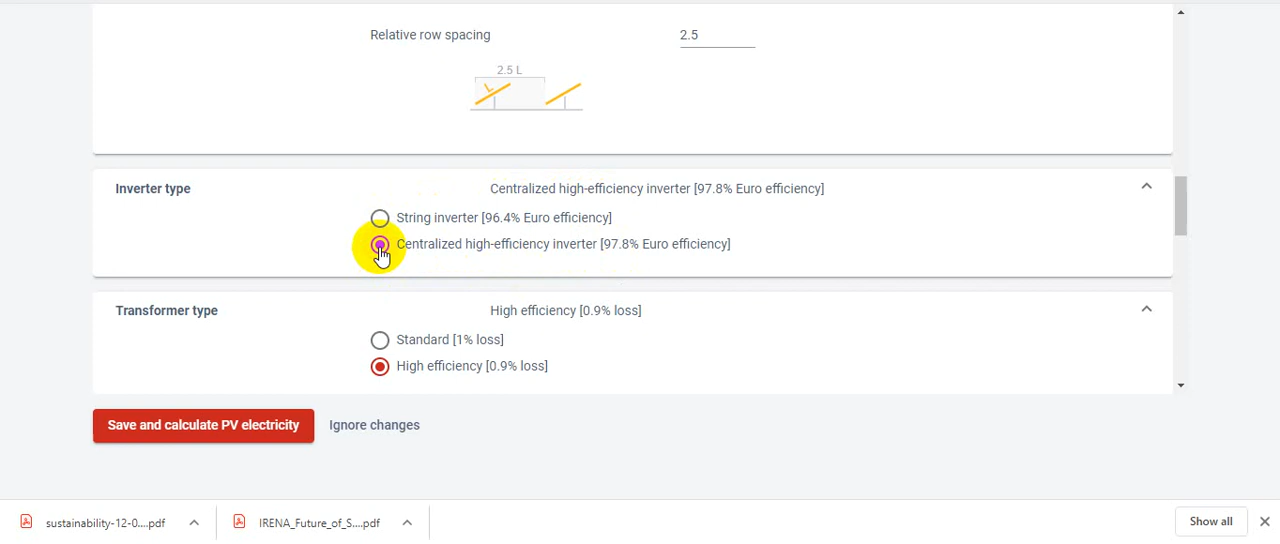 Relative row spacing 2.5
2.5 L
L
Inverter type Centralized high-efficiency inverter [97.8% Euro efficiency]
String inverter [96.4% Euro efficiency]
Centralized high-efficiency inverter [97.8% Euro efficiency]
Transformer type High efficiency [0.9% loss]
Standard [1% loss]
High efficiency [0.9% loss]
Save and calculate PV electricity Ignore changes
sustainability-12-0....pdf IRENA_Future_of_S....pdf Show all